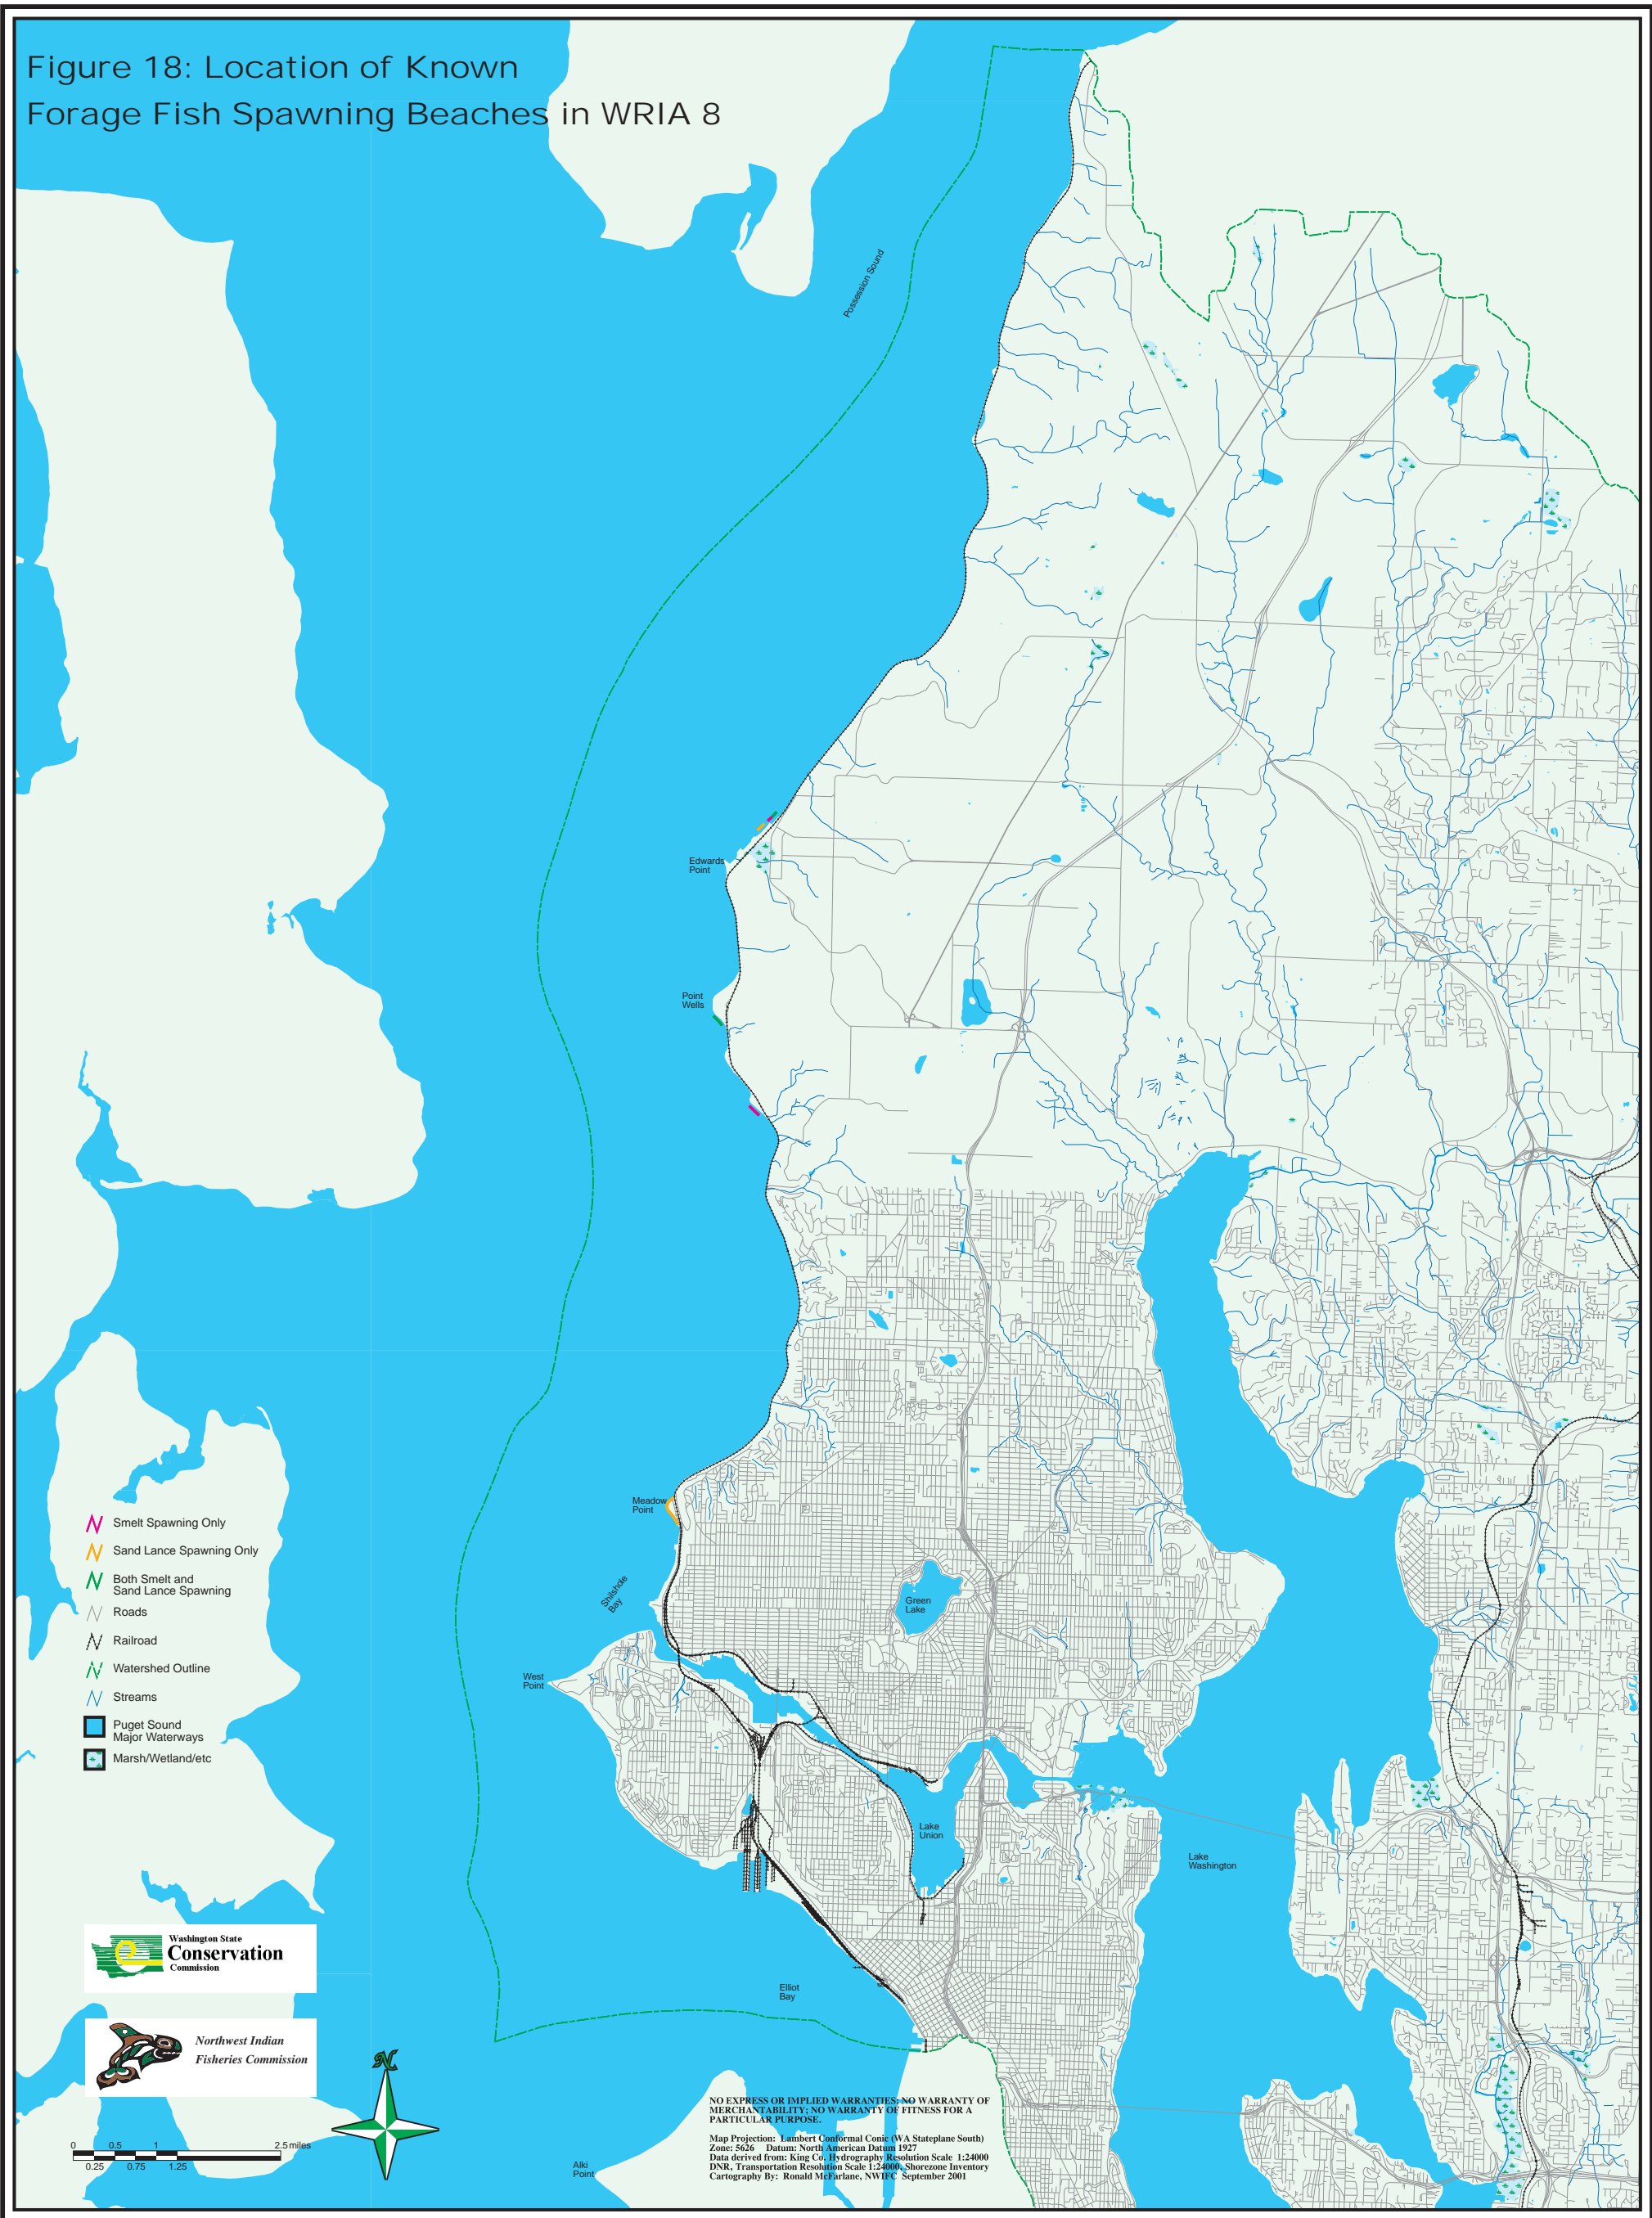 Figure 18: Location of Known
Forage Fish Spawning Beaches in WRIA 8
Possession Sound
Edwards
Point
Point
Wells
Meadow
Point
Shilshole
Bay
Green
Lake
West
Point
Lake
Union
Lake
Washington
Elliot
Bay
Alki
Point
Smelt Spawning Only
Sand Lance Spawning Only
Both Smelt and
Sand Lance Spawning
Roads
Railroad
Watershed Outline
Streams
Puget Sound
Major Waterways
Marsh/Wetland/etc
Washington State
Conservation
Commission
Northwest Indian
Fisheries Commission
N
0 0.5 1 2.5 miles
0.25 0.75 1.25
NO EXPRESS OR IMPLIED WARRANTIES; NO WARRANTY OF
MERCHANTABILITY; NO WARRANTY OF FITNESS FOR A
PARTICULAR PURPOSE.
Map Projection: Lambert Conformal Conic (WA Stateplane South)
Zone: 5626 Datum: North American Datum 1927
Data derived from: King Co. Hydrography Resolution Scale 1:24000
DNR, Transportation Resolution Scale 1:24000, Shorezone Inventory
Cartography By: Ronald McFarlane, NWIFC September 2001